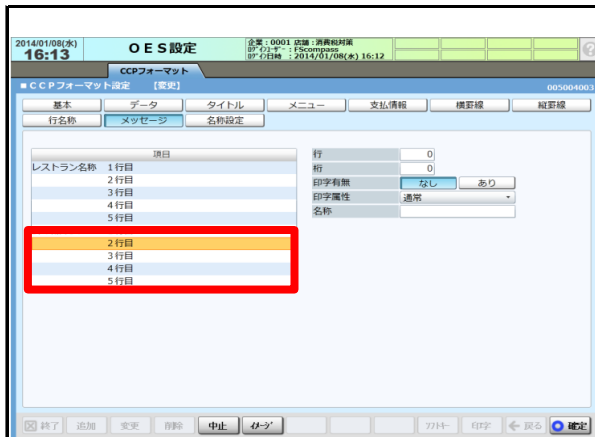 2014/01/08(水)
16:13
ＯＥＳ設定
企業：0001 店舗：消費税対策
ﾛｸﾞｲﾝﾕｰｻﾞｰ：FScompass
ﾛｸﾞｲﾝ日時 ：2014/01/08(水) 16:12
CCPフォーマット
■ＣＣＰフォーマット設定 【変更】 005004003
基本 データ タイトル メニュー 支払情報 横罫線 縦罫線
行名称 メッセージ 名称設定
項目
レストラン名称 1行目
2行目
3行目
4行目
5行目
2行目
3行目
4行目
5行目
行 0
桁 0
印字有無 なし あり
印字属性 通常
名称
終了 追加 変更 削除 中止 ｲﾒｰｼﾞ ｿﾌﾄｷｰ 印字 戻る 確定